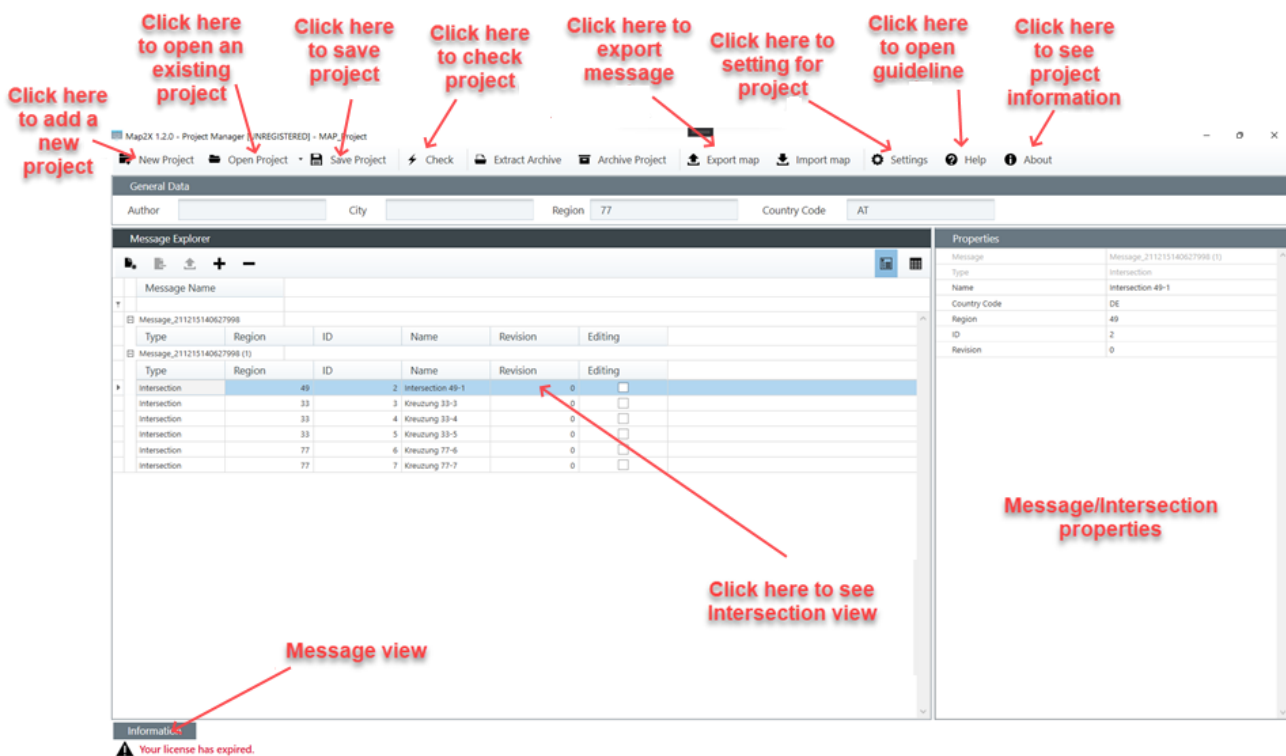 Click here
to open an
existing
project
Click here
to save
project
Click here
to check
project
Click here to
export
message
Click here to
setting for
project
Click here
to open
guideline
Click here
to see
project
information
Click here
to add a
new
project
Map2X 1.2.0 - Project Manager [UNREGISTERED] - MAP_Project
New Project Open Project Save Project Check Extract Archive Archive Project Export map Import map Settings Help About
General Data
Author City Region 77 Country Code AT
Message Explorer
Properties
Message Message_211215140627998 (1)
Type Intersection
Name Intersection 49-1
Country Code DE
Region 49
ID 2
Revision 0
Message Name
Message_211215140627998
Type Region ID Name Revision Editing
Message_211215140627998 (1)
Type Region ID Name Revision Editing
Intersection 49 2 Intersection 49-1 0
Intersection 33 3 Kreuzung 33-3 0
Intersection 33 4 Kreuzung 33-4 0
Intersection 33 5 Kreuzung 33-5 0
Intersection 77 6 Kreuzung 77-6 0
Intersection 77 7 Kreuzung 77-7 0
Message/Intersection
properties
Click here to see
Intersection view
Message view
Information
Your license has expired.